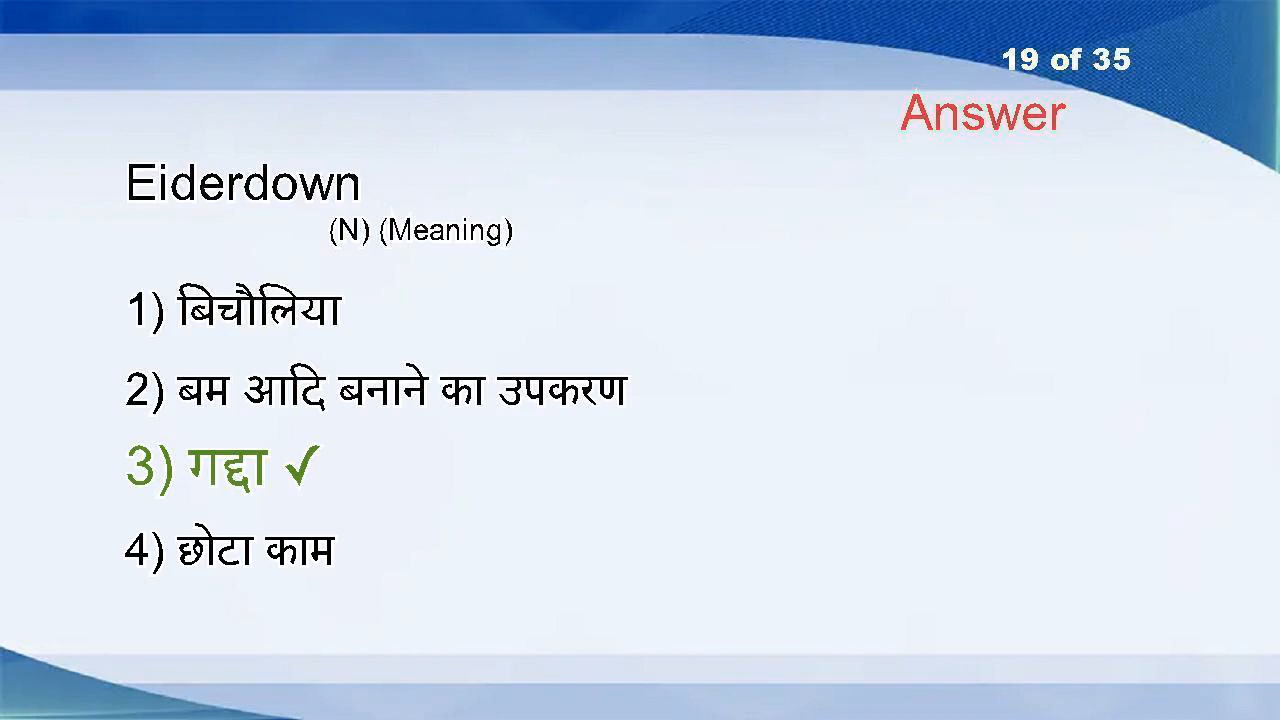 19 of 35
Answer
Eiderdown
(N) (Meaning)
1) बिचौलिया
2) बम आदि बनाने का उपकरण
3) गद्दा ✓
4) छोटा काम